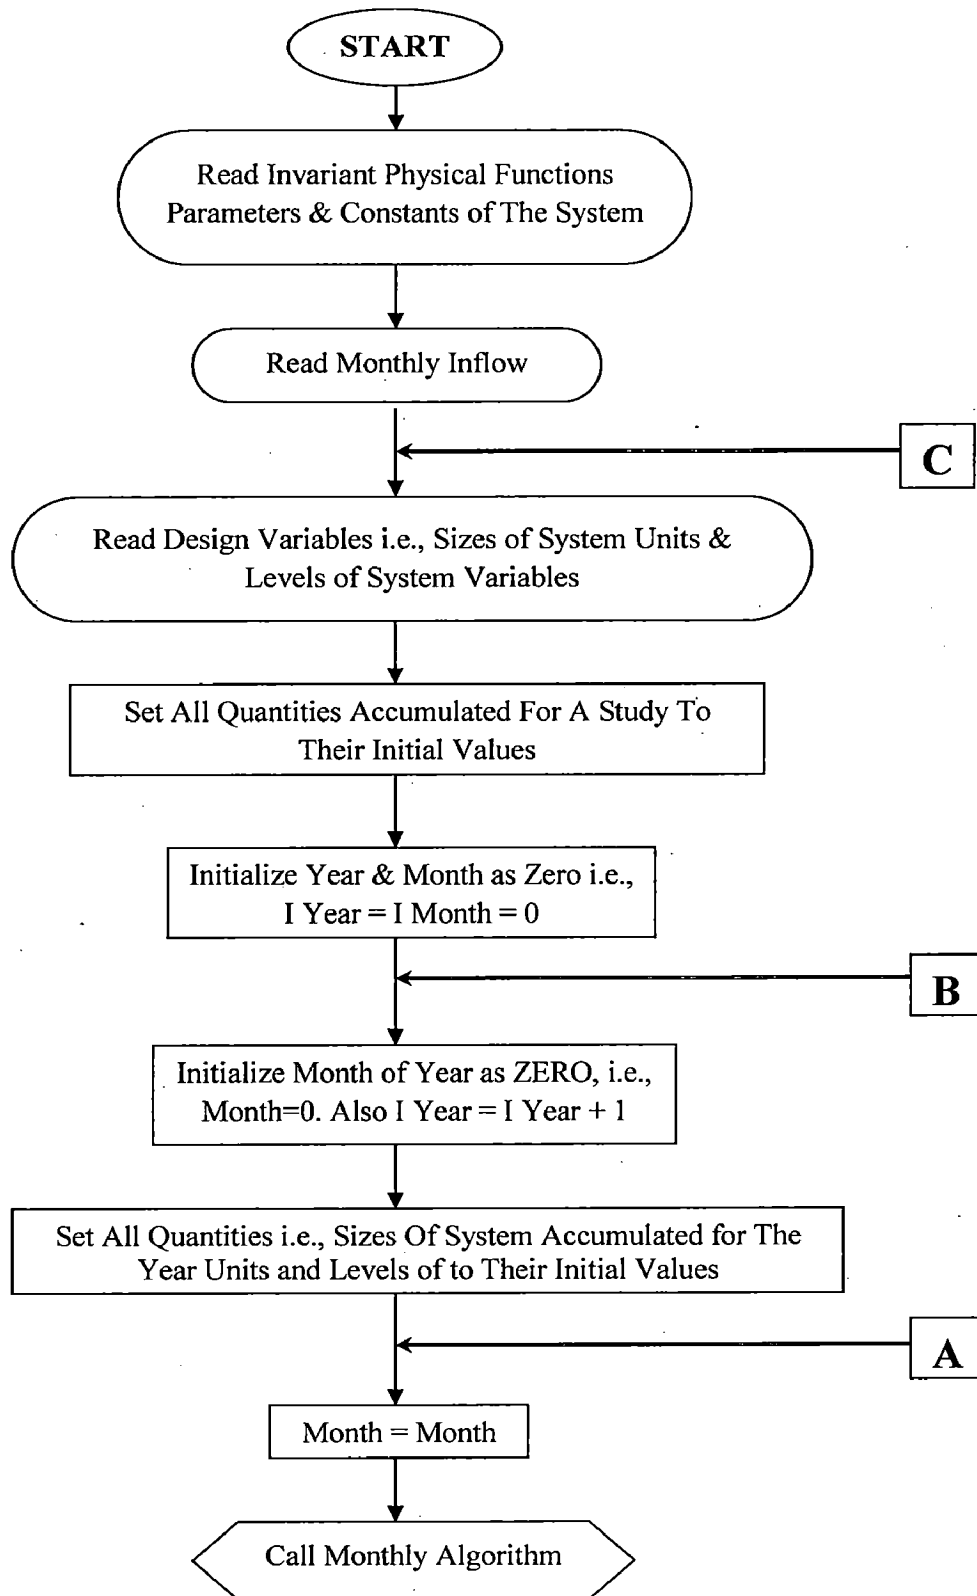 START
Read Invariant Physical Functions
Parameters & Constants of The System
Read Monthly Inflow
C
Read Design Variables i.e., Sizes of System Units &
Levels of System Variables
Set All Quantities Accumulated For A Study To
Their Initial Values
Initialize Year & Month as Zero i.e.,
I Year = I Month = 0
B
Initialize Month of Year as ZERO, i.e.,
Month=0. Also I Year = I Year + 1
Set All Quantities i.e., Sizes Of System Accumulated for The
Year Units and Levels of to Their Initial Values
A
Month = Month
Call Monthly Algorithm